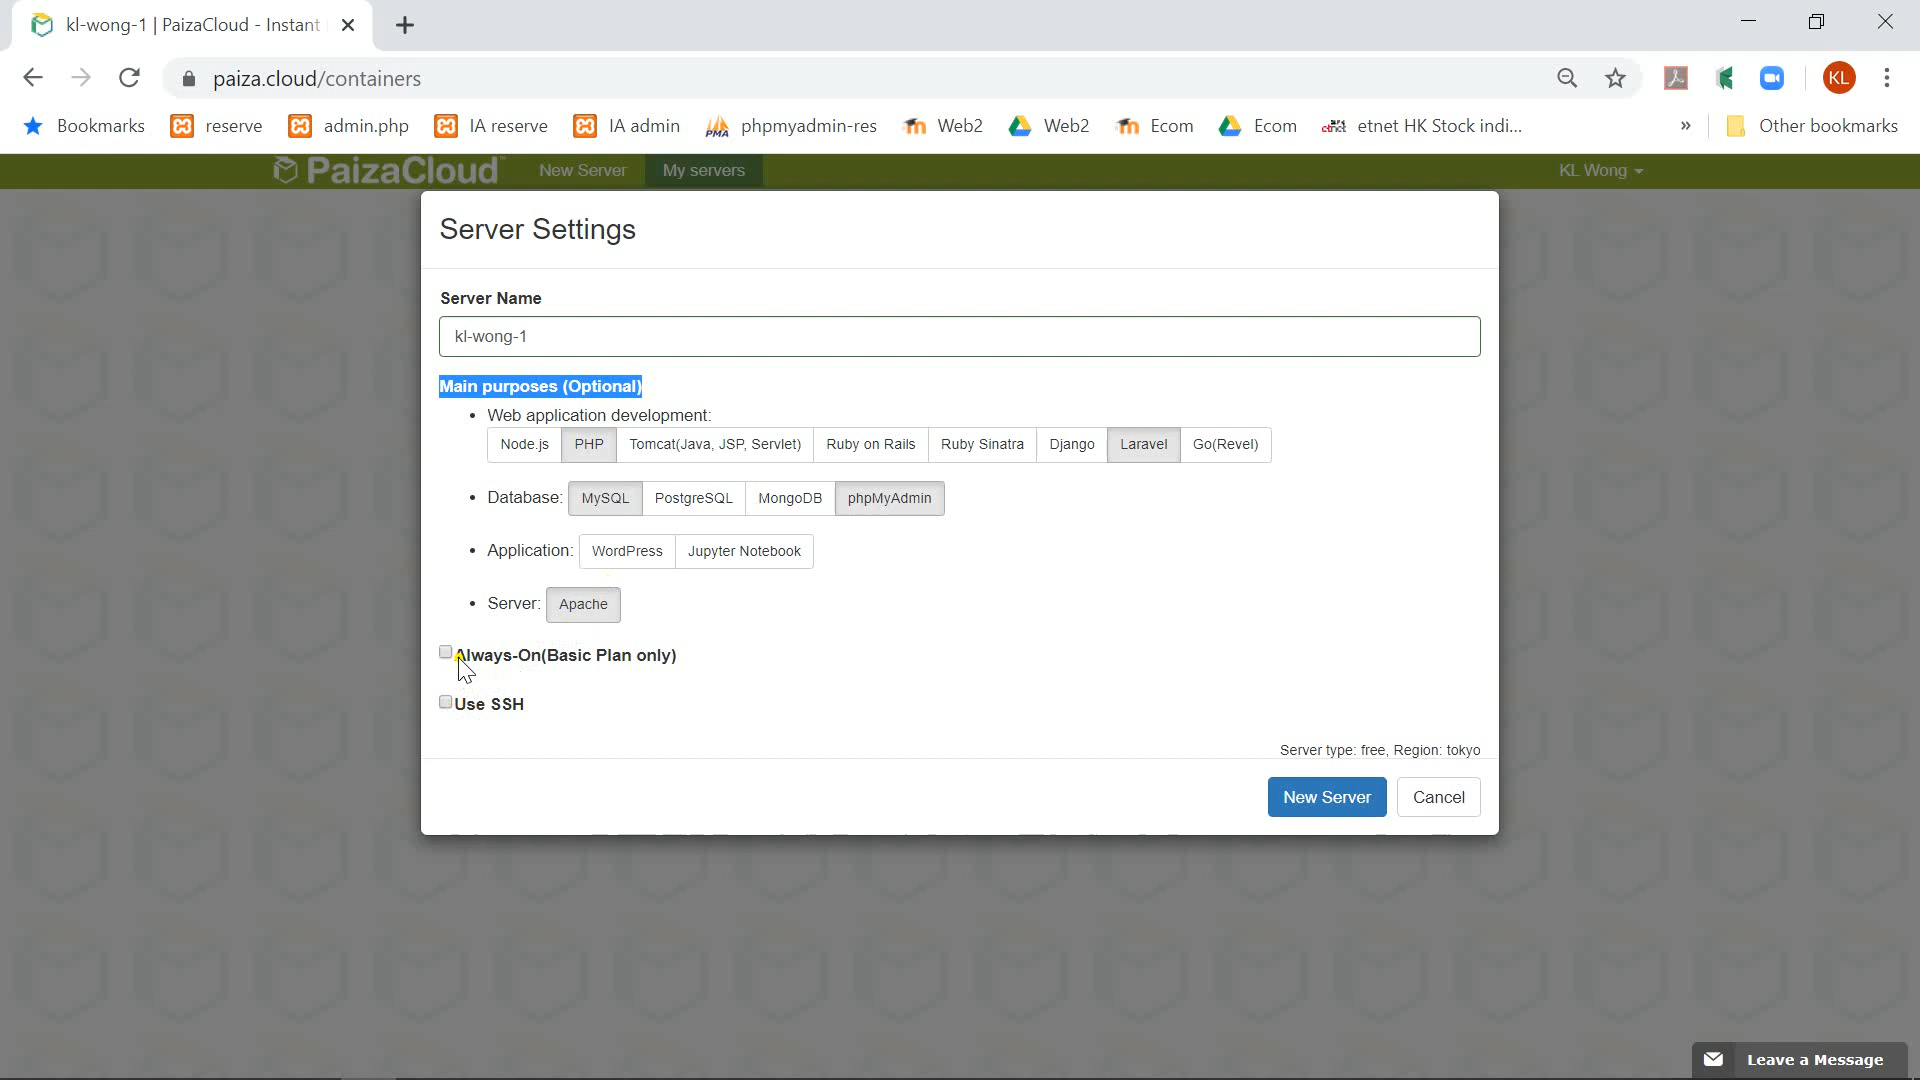 kl-wong-1 | PaizaCloud - Instant
paiza.cloud/containers
KL
Bookmarks reserve admin.php IA reserve IA admin PMA phpmyadmin-res Web2 Web2 Ecom Ecom etnet etnet HK Stock indi... » Other bookmarks
PaizaCloud New Server My servers KL Wong
Server Settings
Server Name
kl-wong-1
Main purposes (Optional)
• Web application development:
Node.js PHP Tomcat(Java, JSP, Servlet) Ruby on Rails Ruby Sinatra Django Laravel Go(Revel)
• Database: MySQL PostgreSQL MongoDB phpMyAdmin
• Application: WordPress Jupyter Notebook
• Server: Apache
Always-On(Basic Plan only)
Use SSH
Server type: free, Region: tokyo
New Server Cancel
Leave a Message